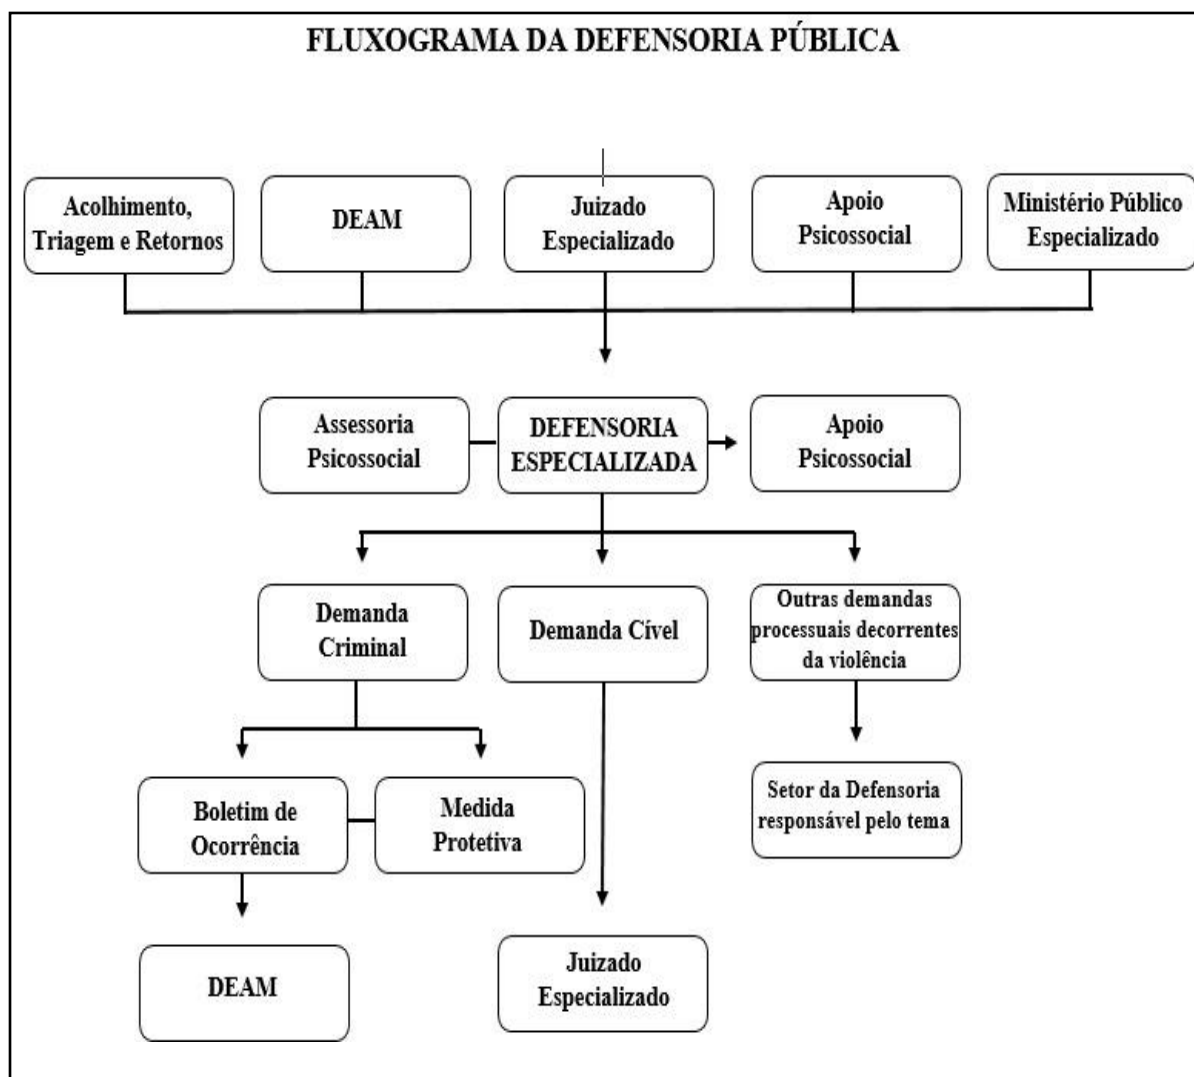 FLUXOGRAMA DA DEFENSORIA PÚBLICA
Acolhimento,
Triagem e Retornos
DEAM
Juizado
Especializado
Apoio
Psicossocial
Ministério Público
Especializado
Assessoria
Psicossocial
DEFENSORIA
ESPECIALIZADA
Apoio
Psicossocial
Demanda
Criminal
Demanda Cível
Outras demandas
processuais decorrentes
da violência
Boletim de
Ocorrência
Medida
Protetiva
Setor da Defensoria
responsável pelo tema
DEAM
Juizado
Especializado